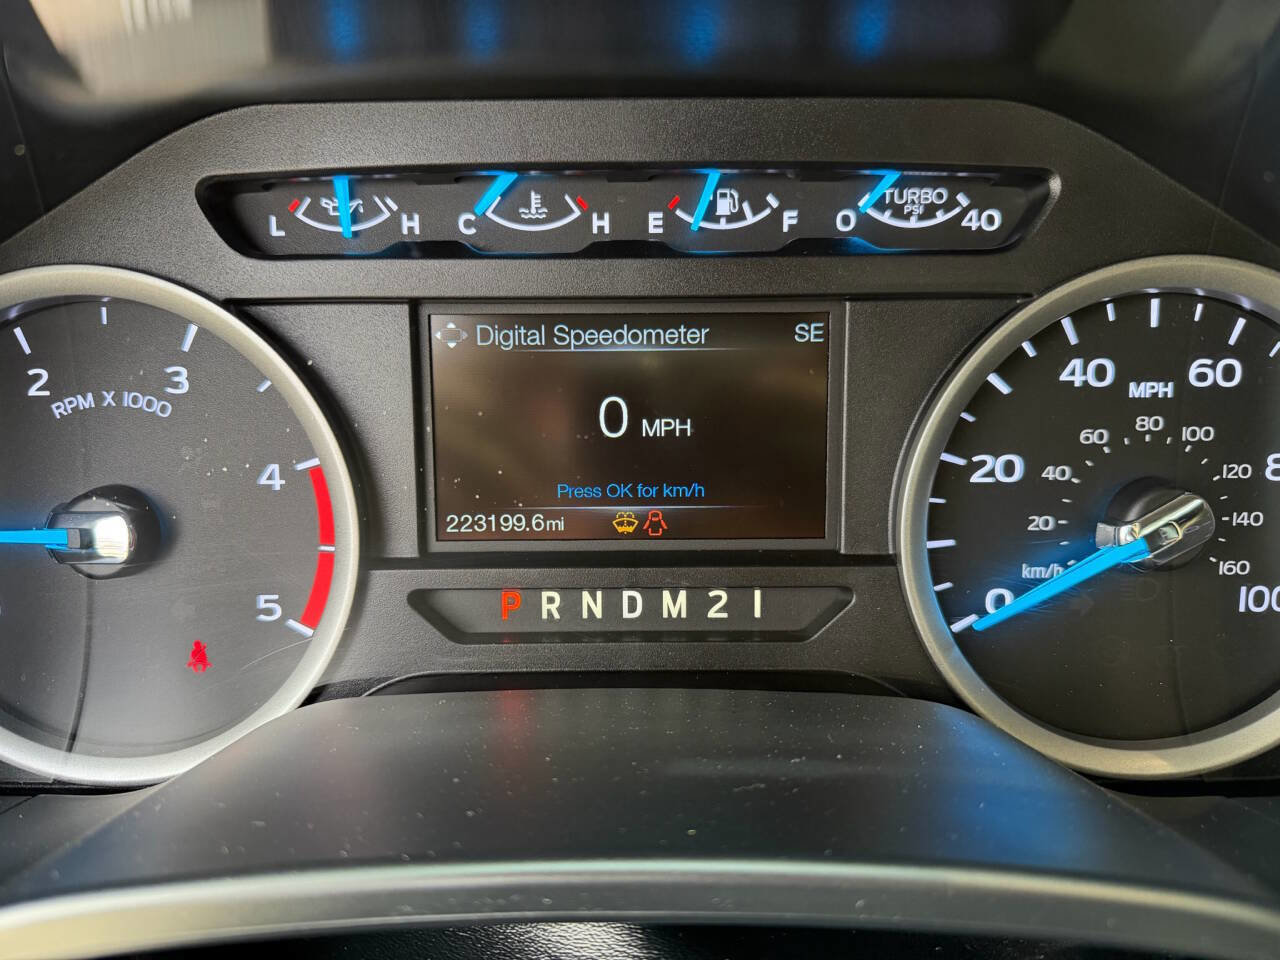 L H C H E F 0 TURBO PSI 40
Digital Speedometer SE
0 MPH
Press OK for km/h
223199.6mi
P R N D M 2 1
2 3 4 5
RPM X 1000
0 20 40 60 100
MPH
20 40 60 80 100 120 140 160
km/h